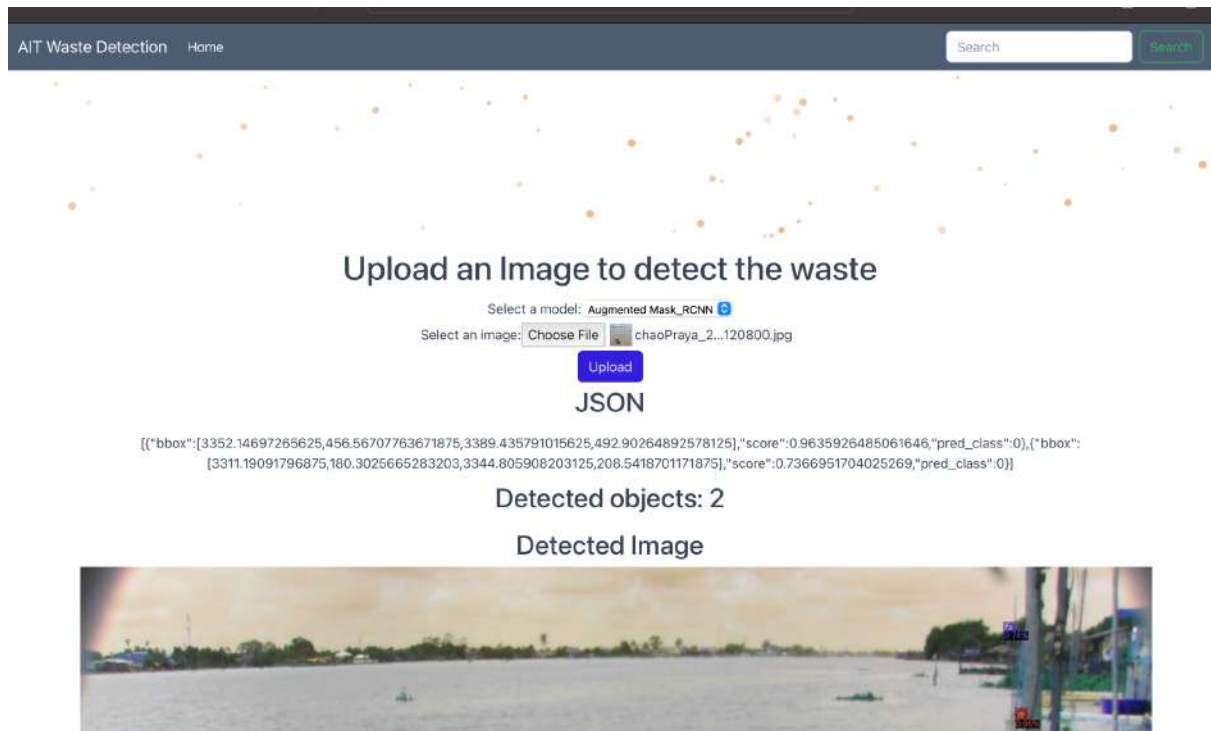 AIT Waste Detection Home Search Search
Upload an Image to detect the waste
Select a model: Augmented Mask_RCNN
Select an image: Choose File chaoPraya_2...120800.jpg
Upload
JSON
[{"bbox":[3352.14697265625,456.56707763671875,3389.435791015625,492.90264892578125],"score":0.9635926485061646,"pred_class":0},{"bbox":
[3311.19091796875,180.3025665283203,3344.805908203125,208.5418701171875],"score":0.7366951704025269,"pred_class":0}]
Detected objects: 2
Detected Image